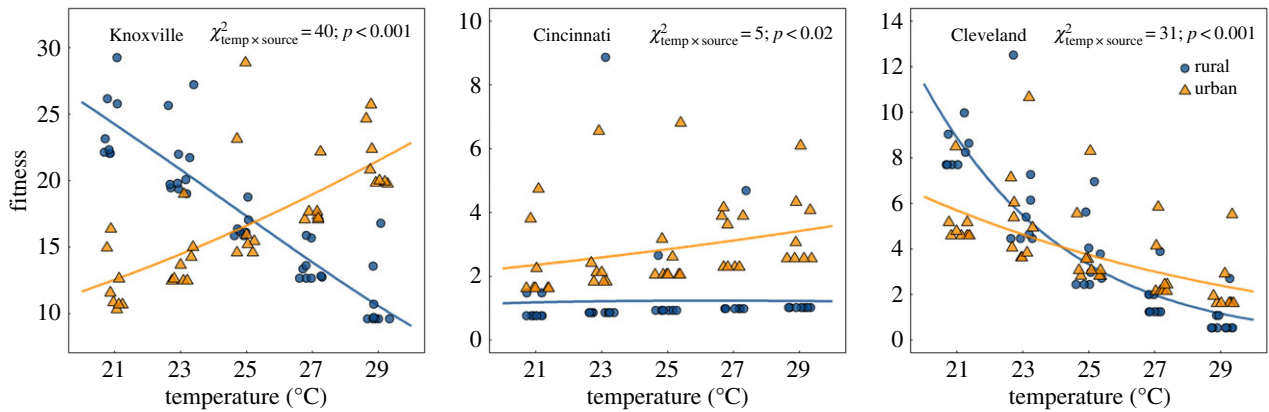 Knoxville χ²temp × source = 40; p < 0.001
30
25
20
15
10
fitness
21 23 25 27 29
temperature (°C)
Cincinnati χ²temp × source = 5; p < 0.02
10
8
6
4
2
0
21 23 25 27 29
temperature (°C)
Cleveland χ²temp × source = 31; p < 0.001
rural
urban
14
12
10
8
6
4
2
0
21 23 25 27 29
temperature (°C)